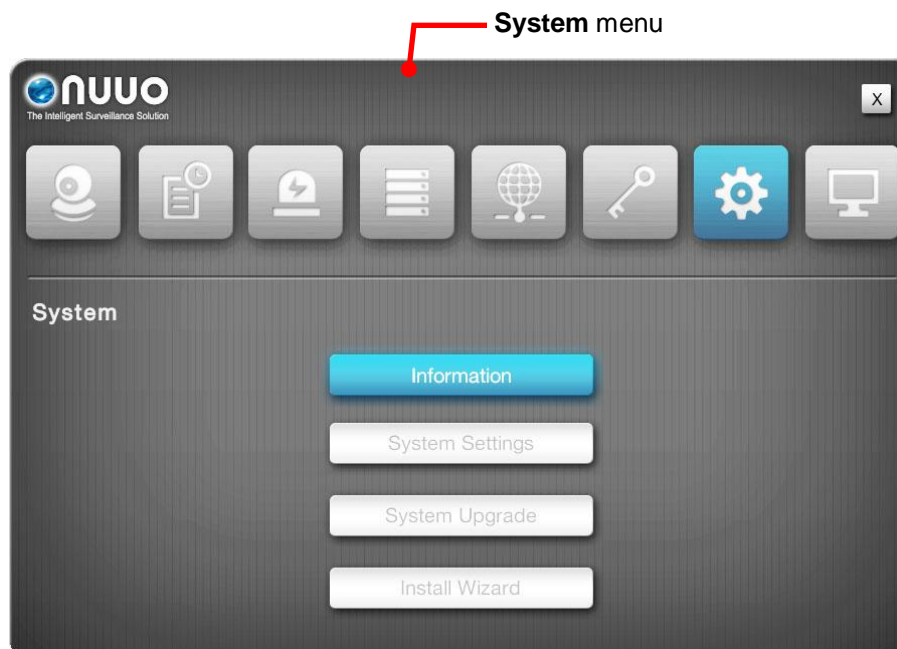 System menu
nuuo
The Intelligent Surveillance Solution
X
System
Information
System Settings
System Upgrade
Install Wizard